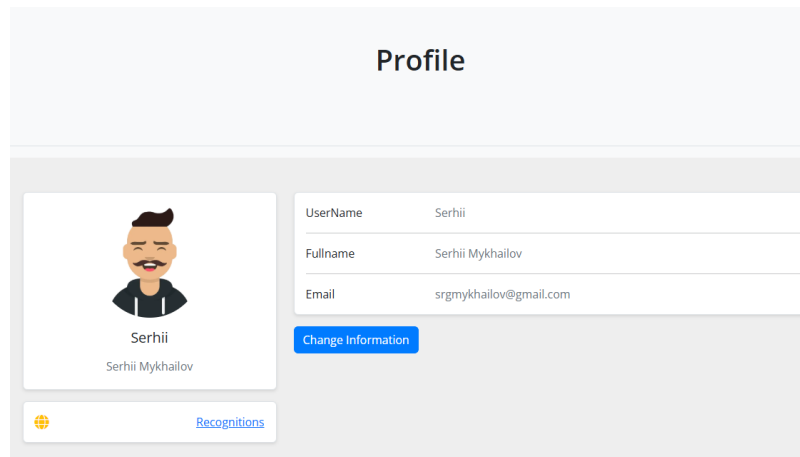 Profile
Serhii
Serhii Mykhailov
Recognitions
UserName Serhii
Fullname Serhii Mykhailov
Email srgmykhailov@gmail.com
Change Information